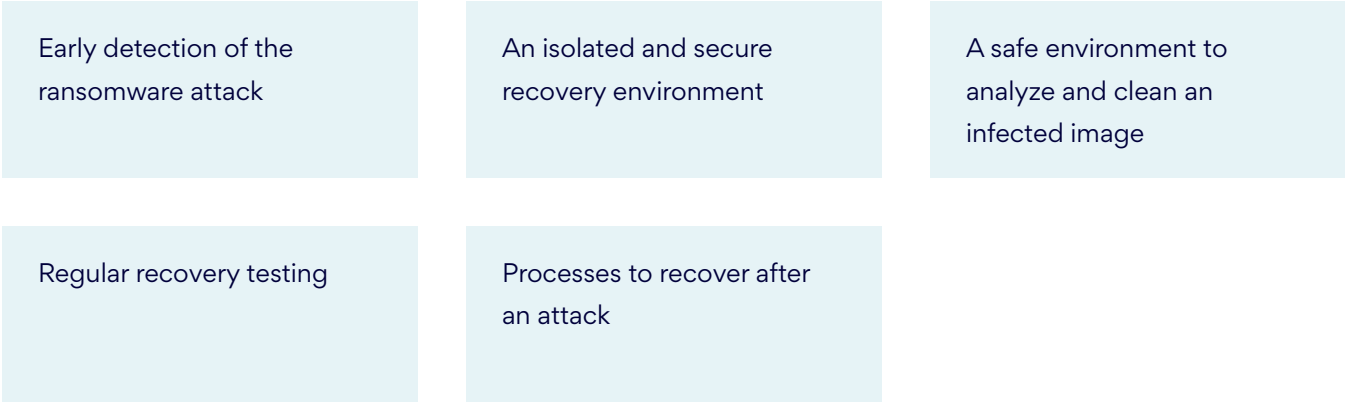 Early detection of the
ransomware attack
An isolated and secure
recovery environment
A safe environment to
analyze and clean an
infected image
Regular recovery testing
Processes to recover after
an attack